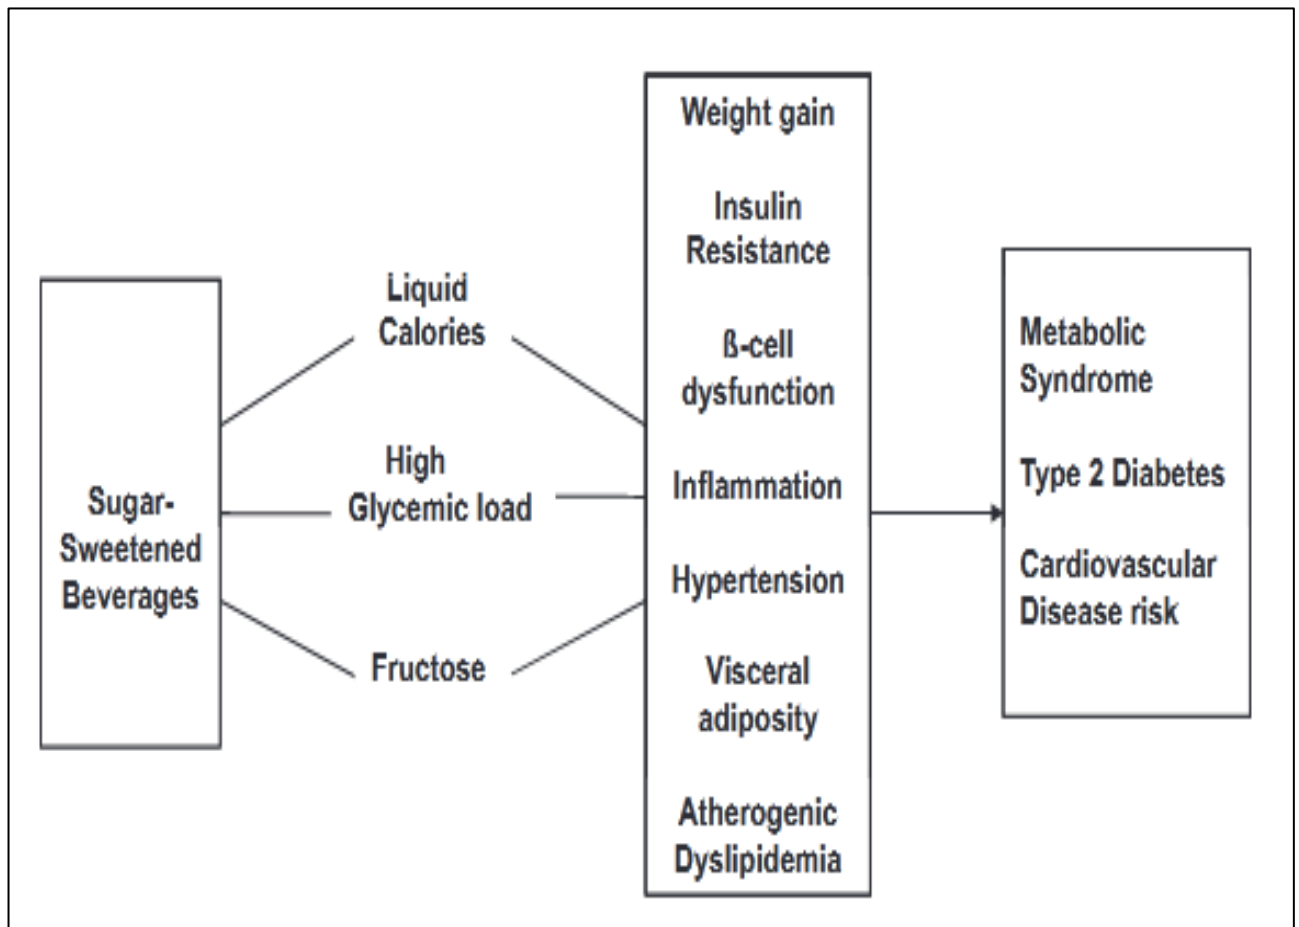 Sugar-
Sweetened
Beverages
Liquid
Calories
High
Glycemic load
Fructose
Weight gain
Insulin
Resistance
ß-cell
dysfunction
Inflammation
Hypertension
Visceral
adiposity
Atherogenic
Dyslipidemia
Metabolic
Syndrome
Type 2 Diabetes
Cardiovascular
Disease risk